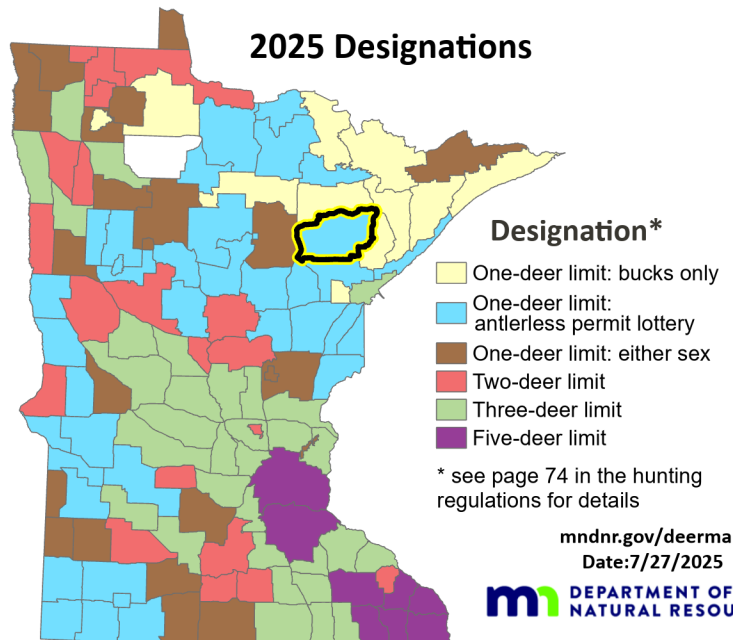 2025 Designations
Designation*
One-deer limit: bucks only
One-deer limit:
antlerless permit lottery
One-deer limit: either sex
Two-deer limit
Three-deer limit
Five-deer limit
* see page 74 in the hunting
regulations for details
mndnr.gov/deerma
Date:7/27/2025
mn DEPARTMENT OF
NATURAL RESOU